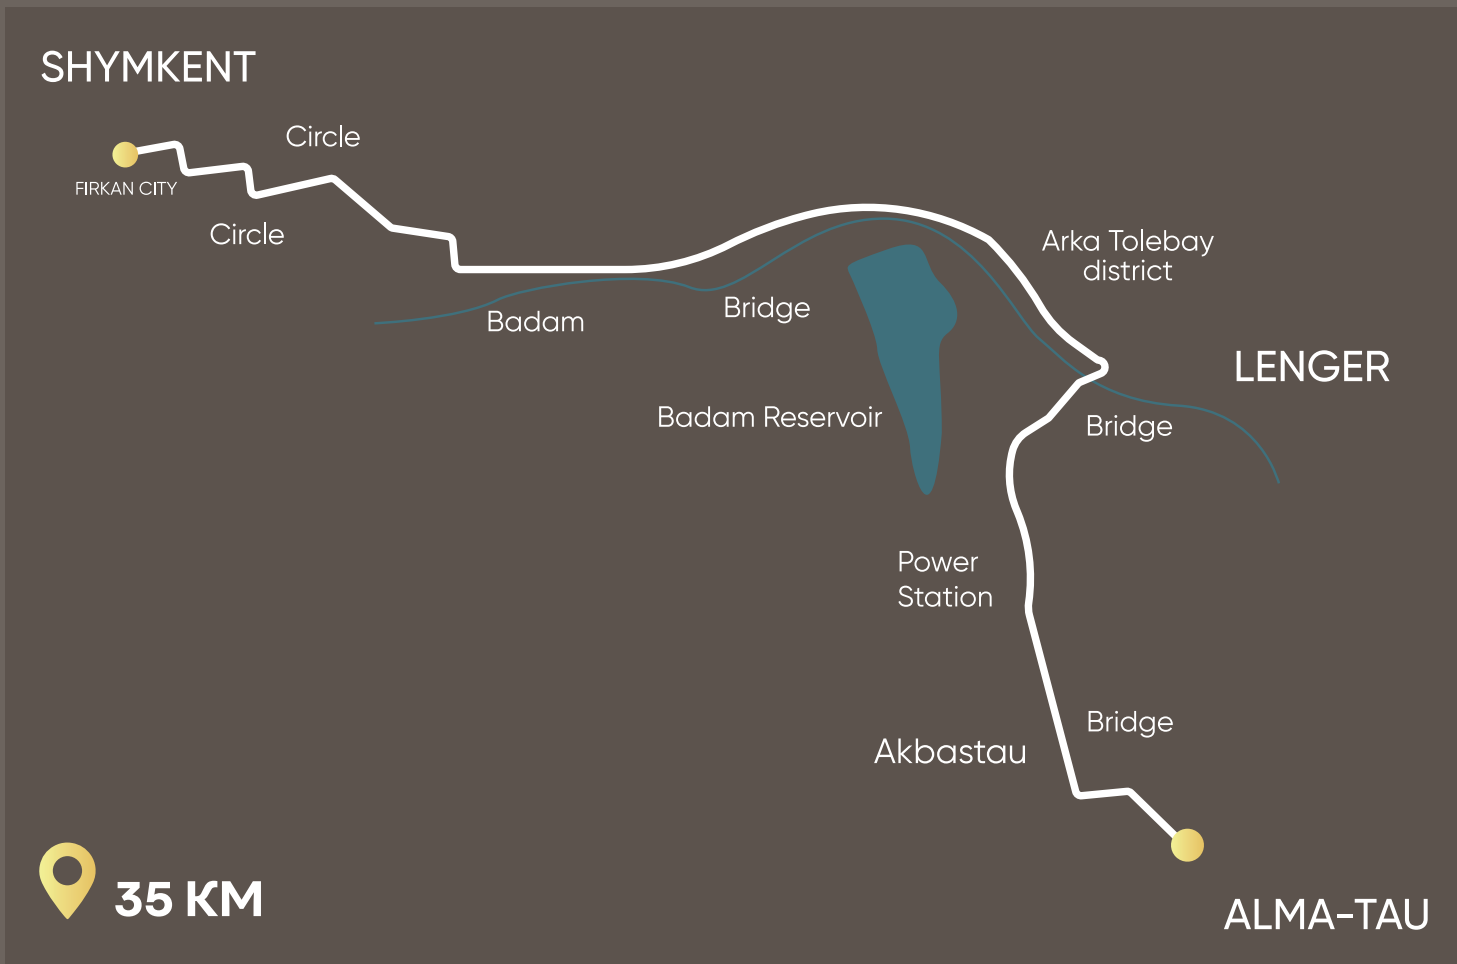 SHYMKENT
Circle
FIRKAN CITY
Circle
Arka Tolebay
district
Bridge
Badam
LENGER
Badam Reservoir
Bridge
Power
Station
Bridge
Akbastau
35 KM
ALMA-TAU